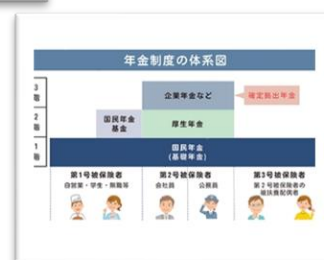 年金制度の体系図
3階
企業年金など
確定拠出年金
2階
国民年金
基金
厚生年金
1階
国民年金
(基礎年金)
第1号被保険者
自営業・学生・無職等
第2号被保険者
会社員
公務員
第3号被保険者
第2号被保険者の
被扶養配偶者